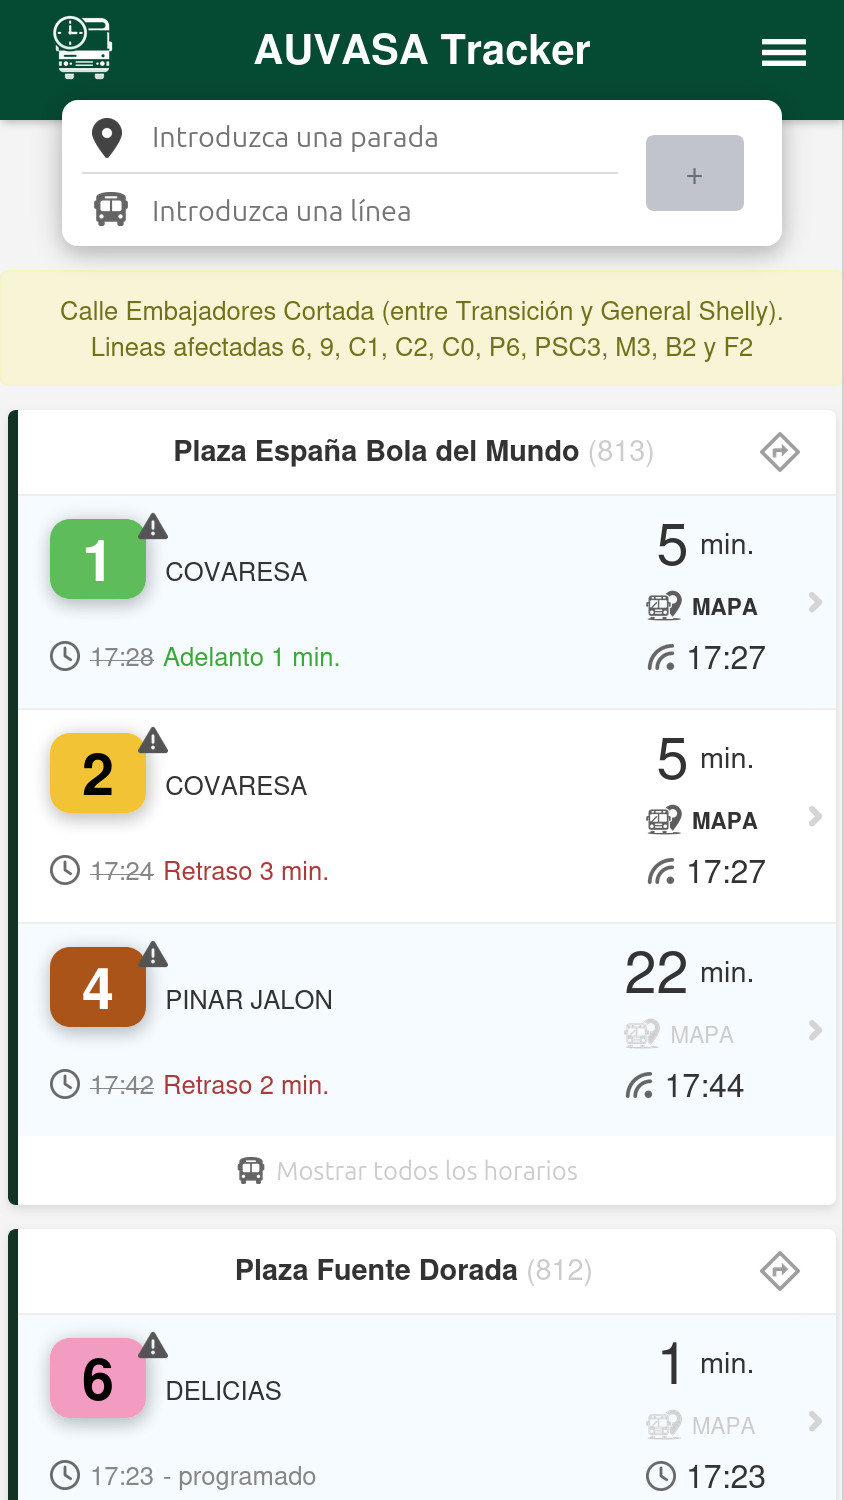 AUVASA Tracker
Introduzca una parada
+
Introduzca una línea
Calle Embajadores Cortada (entre Transición y General Shelly).
Lineas afectadas 6, 9, C1, C2, C0, P6, PSC3, M3, B2 y F2
Plaza España Bola del Mundo (813)
1 COVARESA 5 min.
MAPA
17:28 Adelanto 1 min. 17:27
2 COVARESA 5 min.
MAPA
17:24 Retraso 3 min. 17:27
4 PINAR JALON 22 min.
MAPA
17:42 Retraso 2 min. 17:44
Mostrar todos los horarios
Plaza Fuente Dorada (812)
6 DELICIAS 1 min.
MAPA
17:23 - programado 17:23